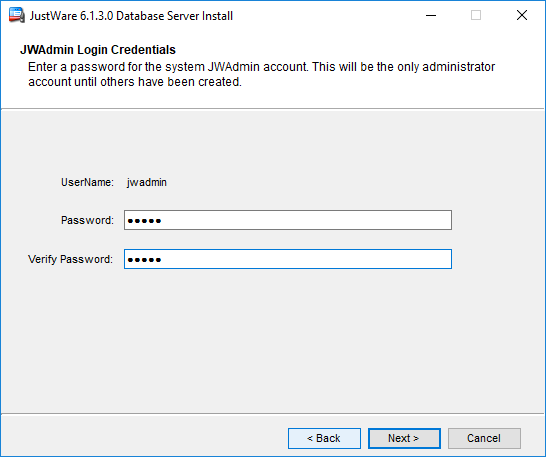 JustWare 6.1.3.0 Database Server Install
JWAdmin Login Credentials
Enter a password for the system JWAdmin account. This will be the only administrator
account until others have been created.
UserName: jwadmin
Password: ●●●●●
Verify Password: ●●●●●
< Back Next > Cancel